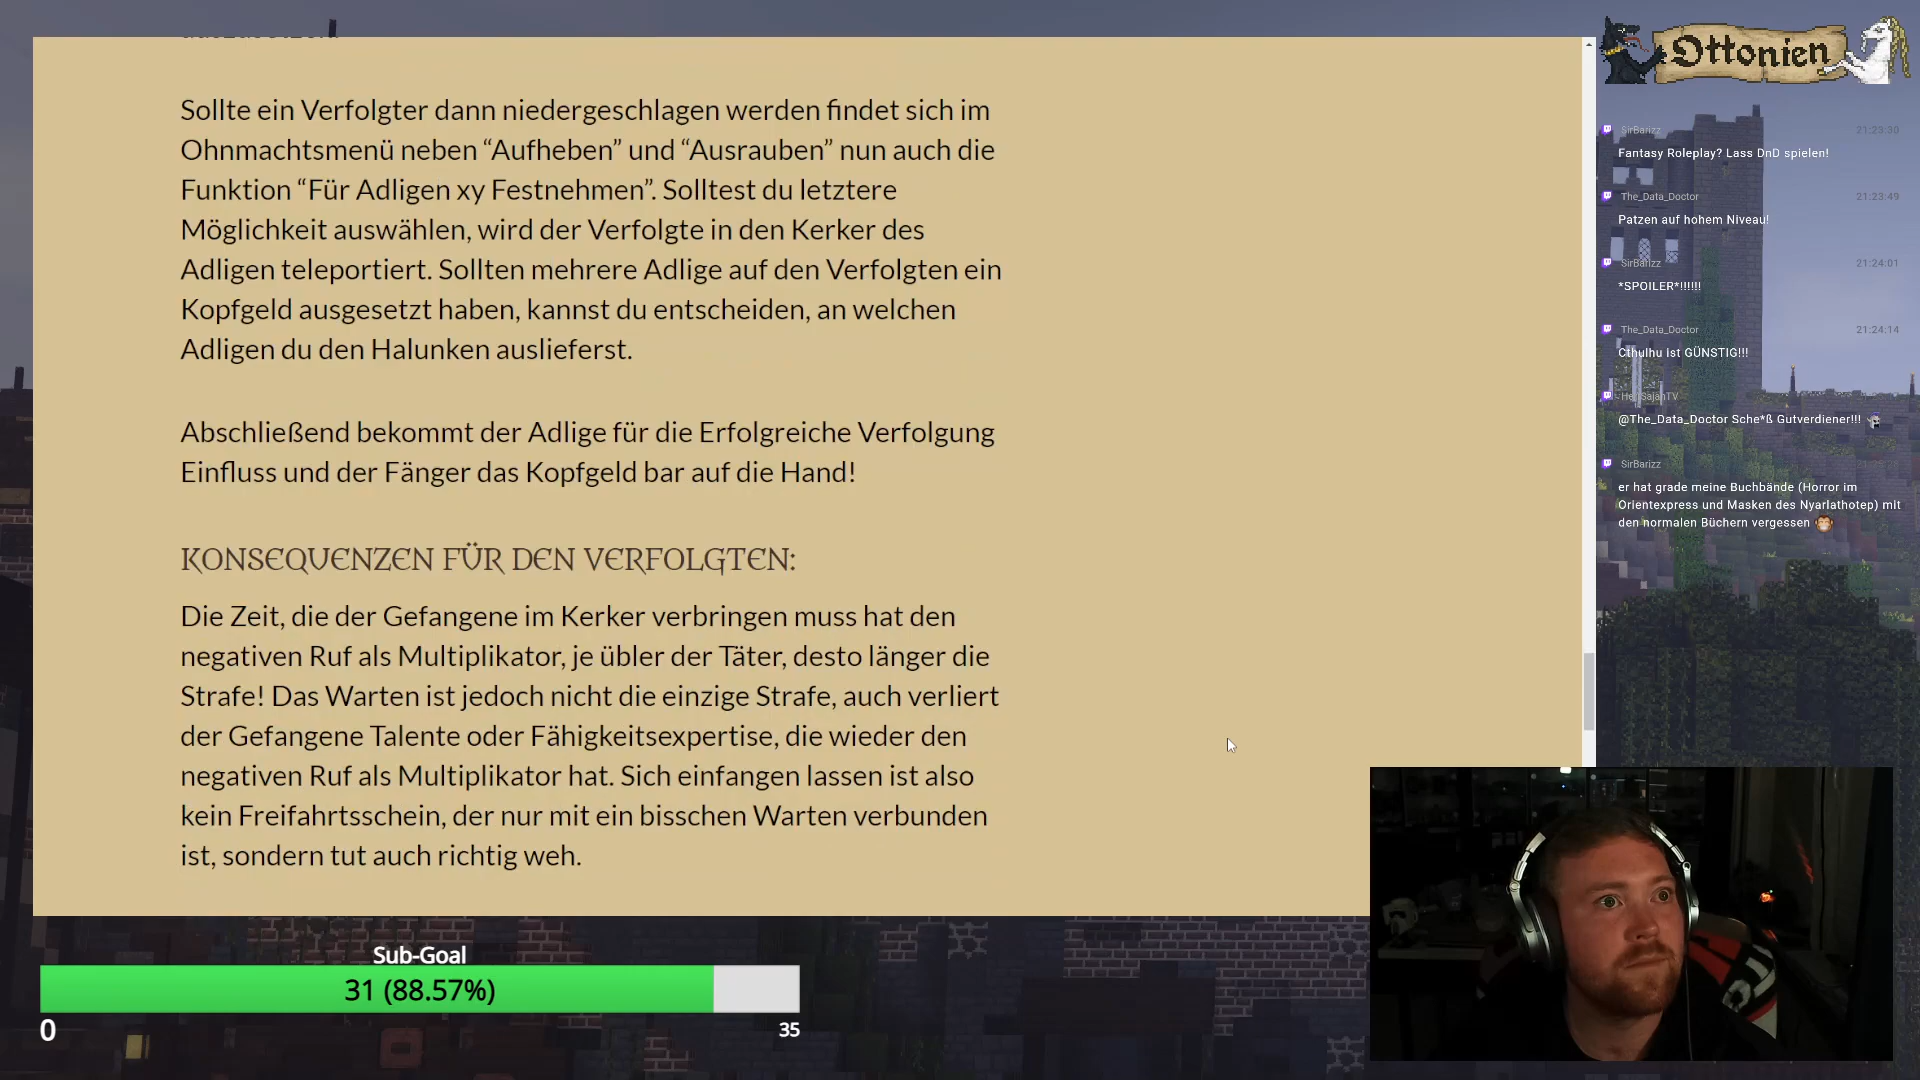 Sollte ein Verfolgter dann niedergeschlagen werden findet sich im
Ohnmachtsmenü neben “Aufheben” und “Ausrauben” nun auch die
Funktion “Für Adligen xy Festnehmen”. Solltest du letztere
Möglichkeit auswählen, wird der Verfolgte in den Kerker des
Adligen teleportiert. Sollten mehrere Adlige auf den Verfolgten ein
Kopfgeld ausgesetzt haben, kannst du entscheiden, an welchen
Adligen du den Halunken auslieferst.
Abschließend bekommt der Adlige für die Erfolgreiche Verfolgung
Einfluss und der Fänger das Kopfgeld bar auf die Hand!
KONSEQUENZEN FÜR DEN VERFOLGTEN:
Die Zeit, die der Gefangene im Kerker verbringen muss hat den
negativen Ruf als Multiplikator, je übler der Täter, desto länger die
Strafe! Das Warten ist jedoch nicht die einzige Strafe, auch verliert
der Gefangene Talente oder Fähigkeitsexpertise, die wieder den
negativen Ruf als Multiplikator hat. Sich einfangen lassen ist also
kein Freifahrtsschein, der nur mit ein bisschen Warten verbunden
ist, sondern tut auch richtig weh.
Sub-Goal
31 (88.57%)
0
35
Ottonien
SirBarizz 21:23:30
Fantasy Roleplay? Lass DnD spielen!
The_Data_Doctor 21:23:49
Patzen auf hohem Niveau!
SirBarizz 21:24:01
*SPOILER*!!!!!!
The_Data_Doctor 21:24:14
Cthulhu ist GÜNSTIG!!!
@The_Data_Doctor Sche*ß Gutverdiener!!!
SirBarizz
er hat grade meine Buchbände (Horror im
Orientexpress und Masken des Nyarlathotep) mit
den normalen Büchern vergessen